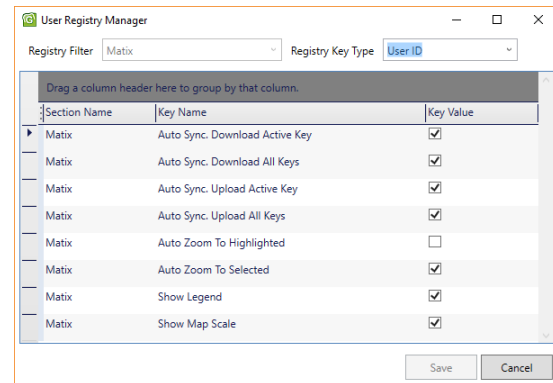 User Registry Manager
Registry Filter Matix Registry Key Type User ID
Drag a column header here to group by that column.
Section Name Key Name Key Value
Matix Auto Sync. Download Active Key
Matix Auto Sync. Download All Keys
Matix Auto Sync. Upload Active Key
Matix Auto Sync. Upload All Keys
Matix Auto Zoom To Highlighted
Matix Auto Zoom To Selected
Matix Show Legend
Matix Show Map Scale
Save Cancel